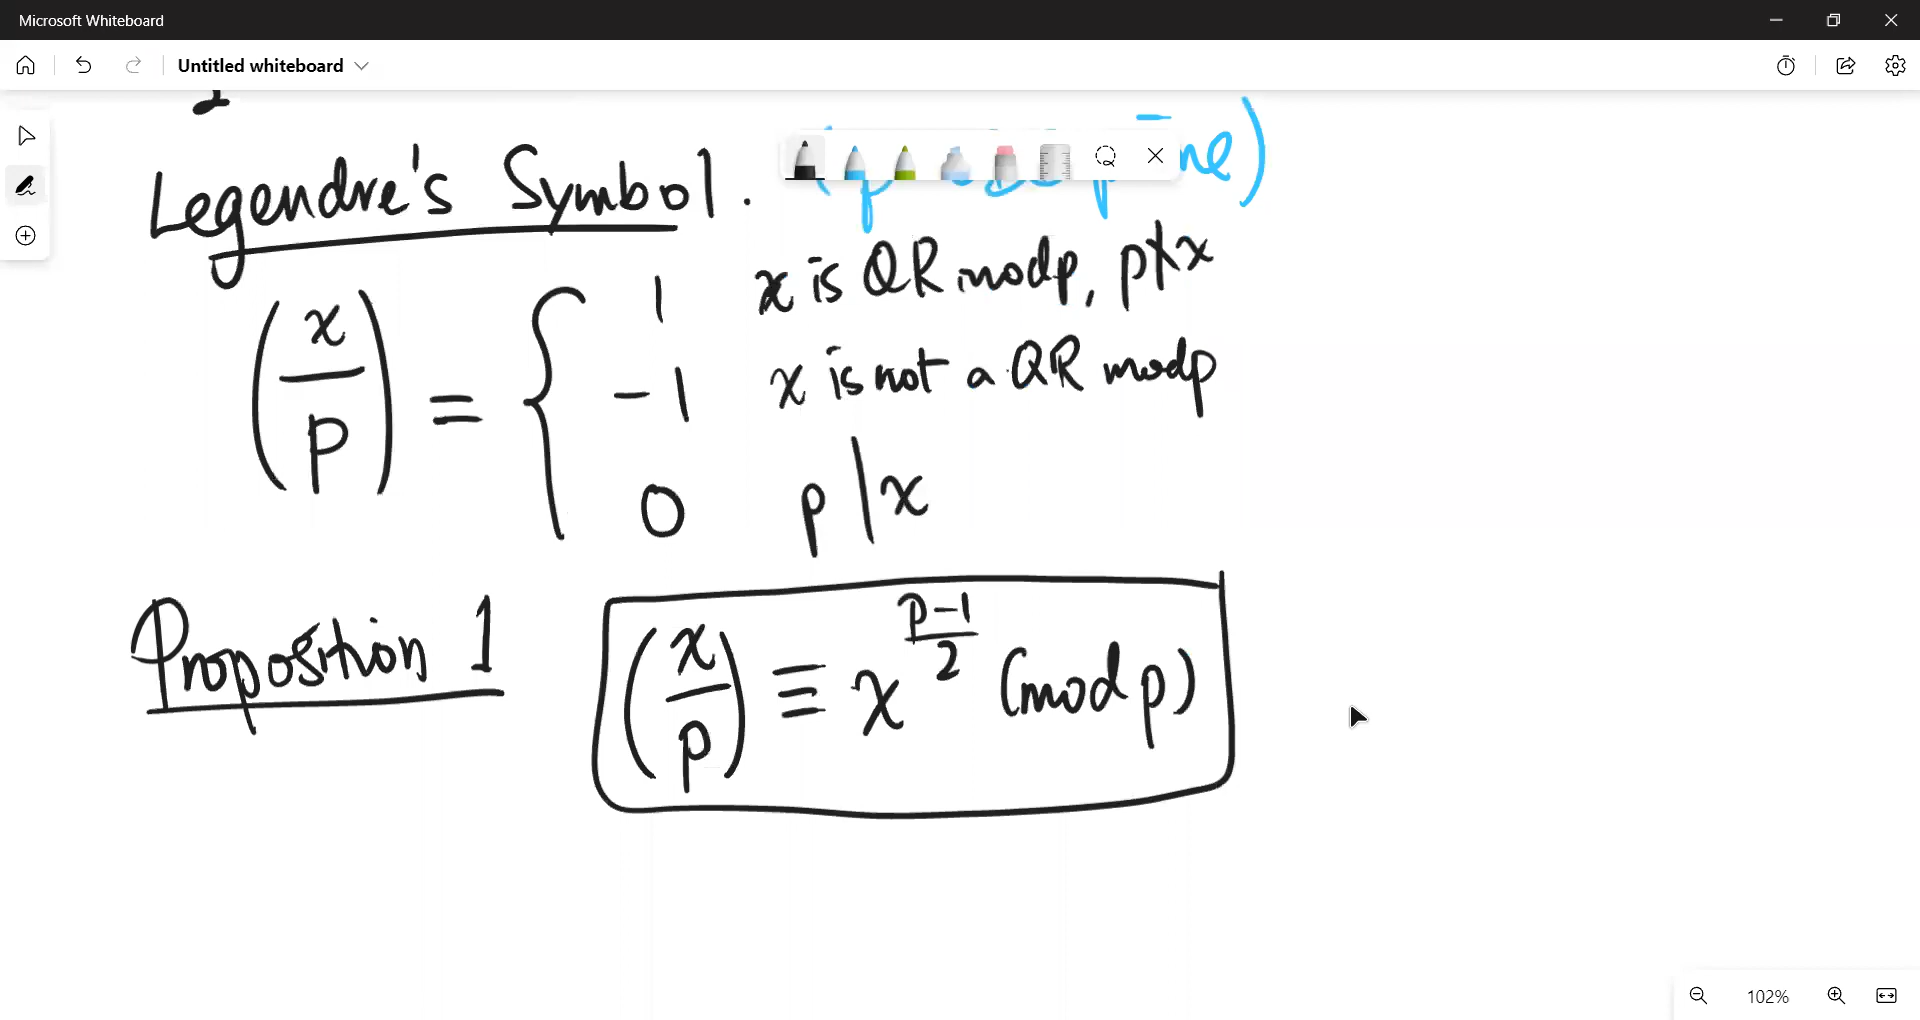 Microsoft Whiteboard
Untitled whiteboard
Legendre's Symbol.
(x/p) = { 1 x is QR mod p, p∤x
-1 x is not a QR mod p
0 p | x
Proposition 1
(x/p) ≡ x^((p-1)/2) (mod p)
102%